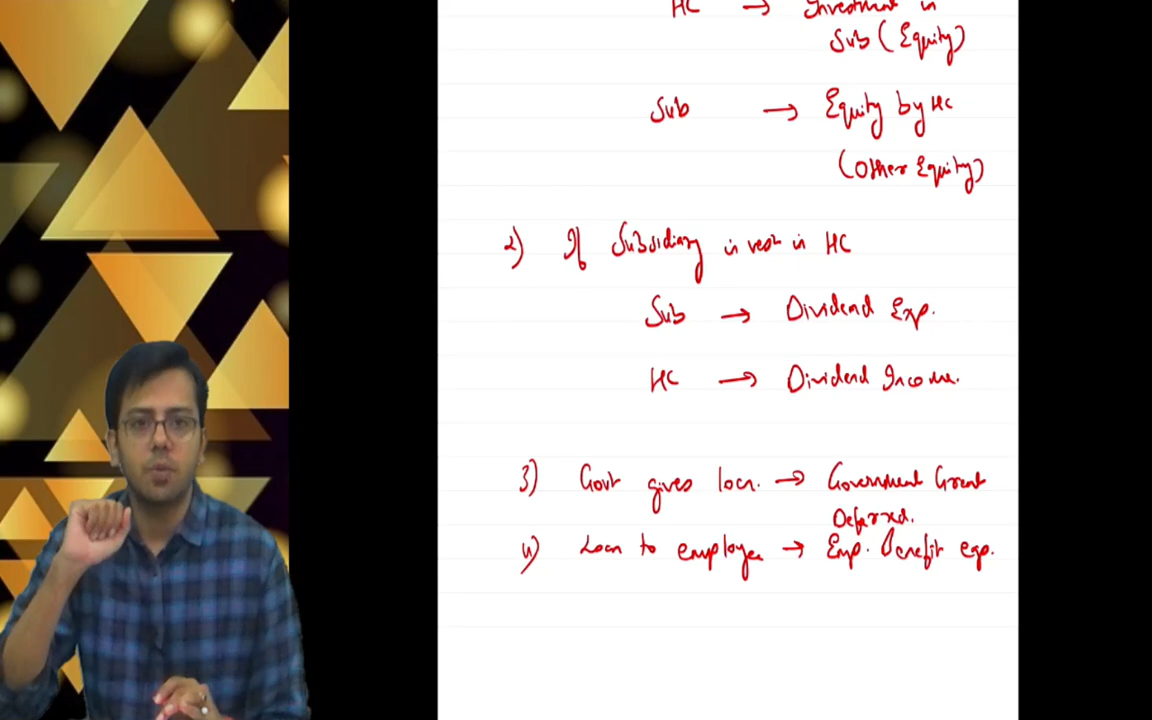 HC → Investment in
Sub (Equity)
Sub → Equity by HC
(Other Equity)
2) If Subsidiary invest in HC
Sub → Dividend Exp.
HC → Dividend Income.
3) Govt gives loan. → Government Grant
Deferred.
4) Loan to employee → Emp. Benefit exp.